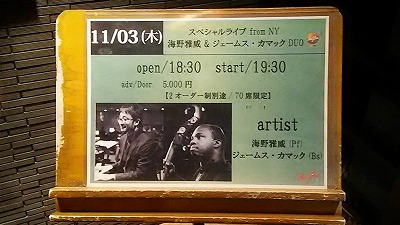 11/03(木)
スペシャルライブ from NY
海野雅威 & ジェームス・カマック DUO
open/18:30 start/19:30
adv/Door 5,000円
【2オーダー制別途/70席限定】
artist
海野雅威(Pf)
ジェームス・カマック(Bs)